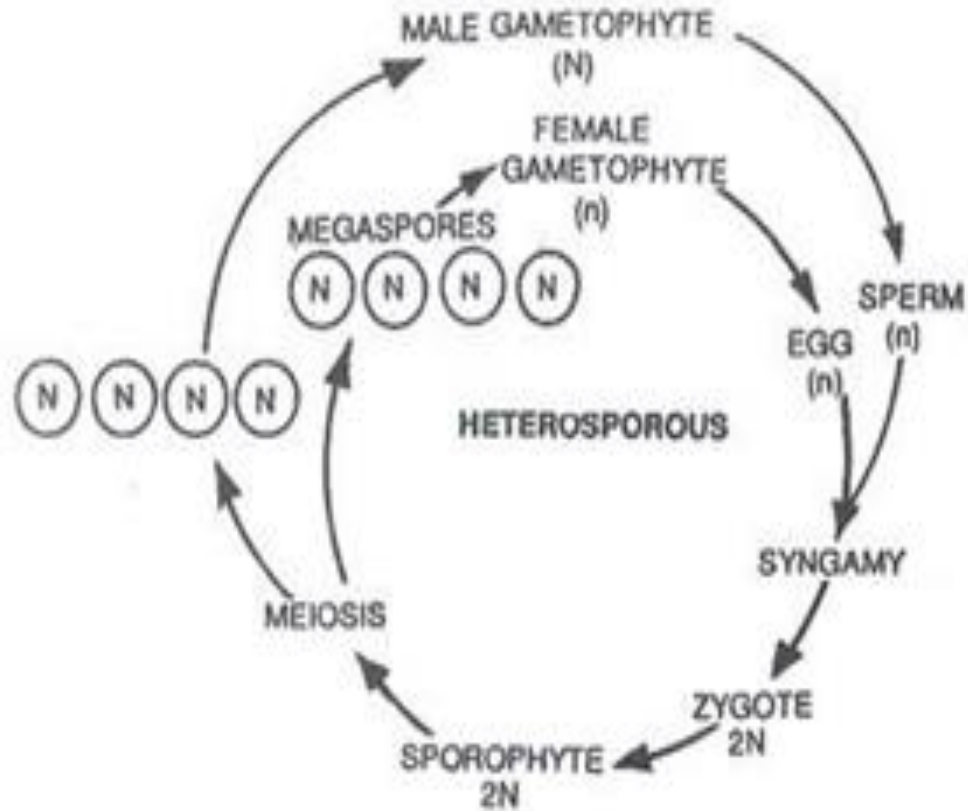 MALE GAMETOPHYTE
(N)
FEMALE
GAMETOPHYTE
(n)
MEGASPORES
N N N N
SPERM
(n)
EGG
(n)
N N N N
HETEROSPOROUS
SYNGAMY
MEIOSIS
ZYGOTE
2N
SPOROPHYTE
2N